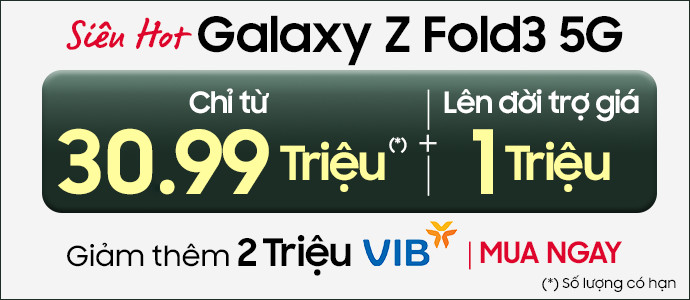 Siêu Hot Galaxy Z Fold3 5G
Chỉ từ
30.99 Triệu(*) +
Lên đời trợ giá
1 Triệu
Giảm thêm 2 Triệu VIB | MUA NGAY
(*) Số lượng có hạn